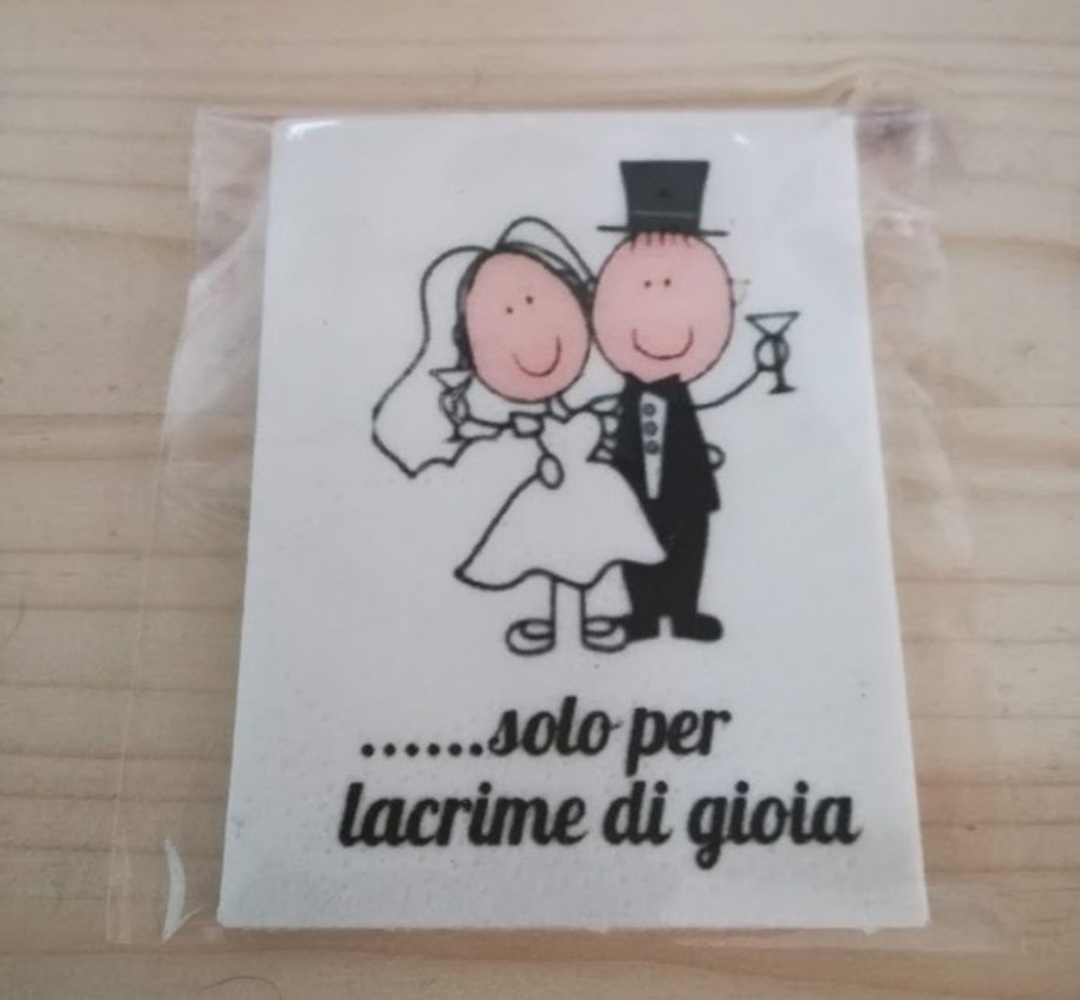 ......solo per
lacrime di gioia